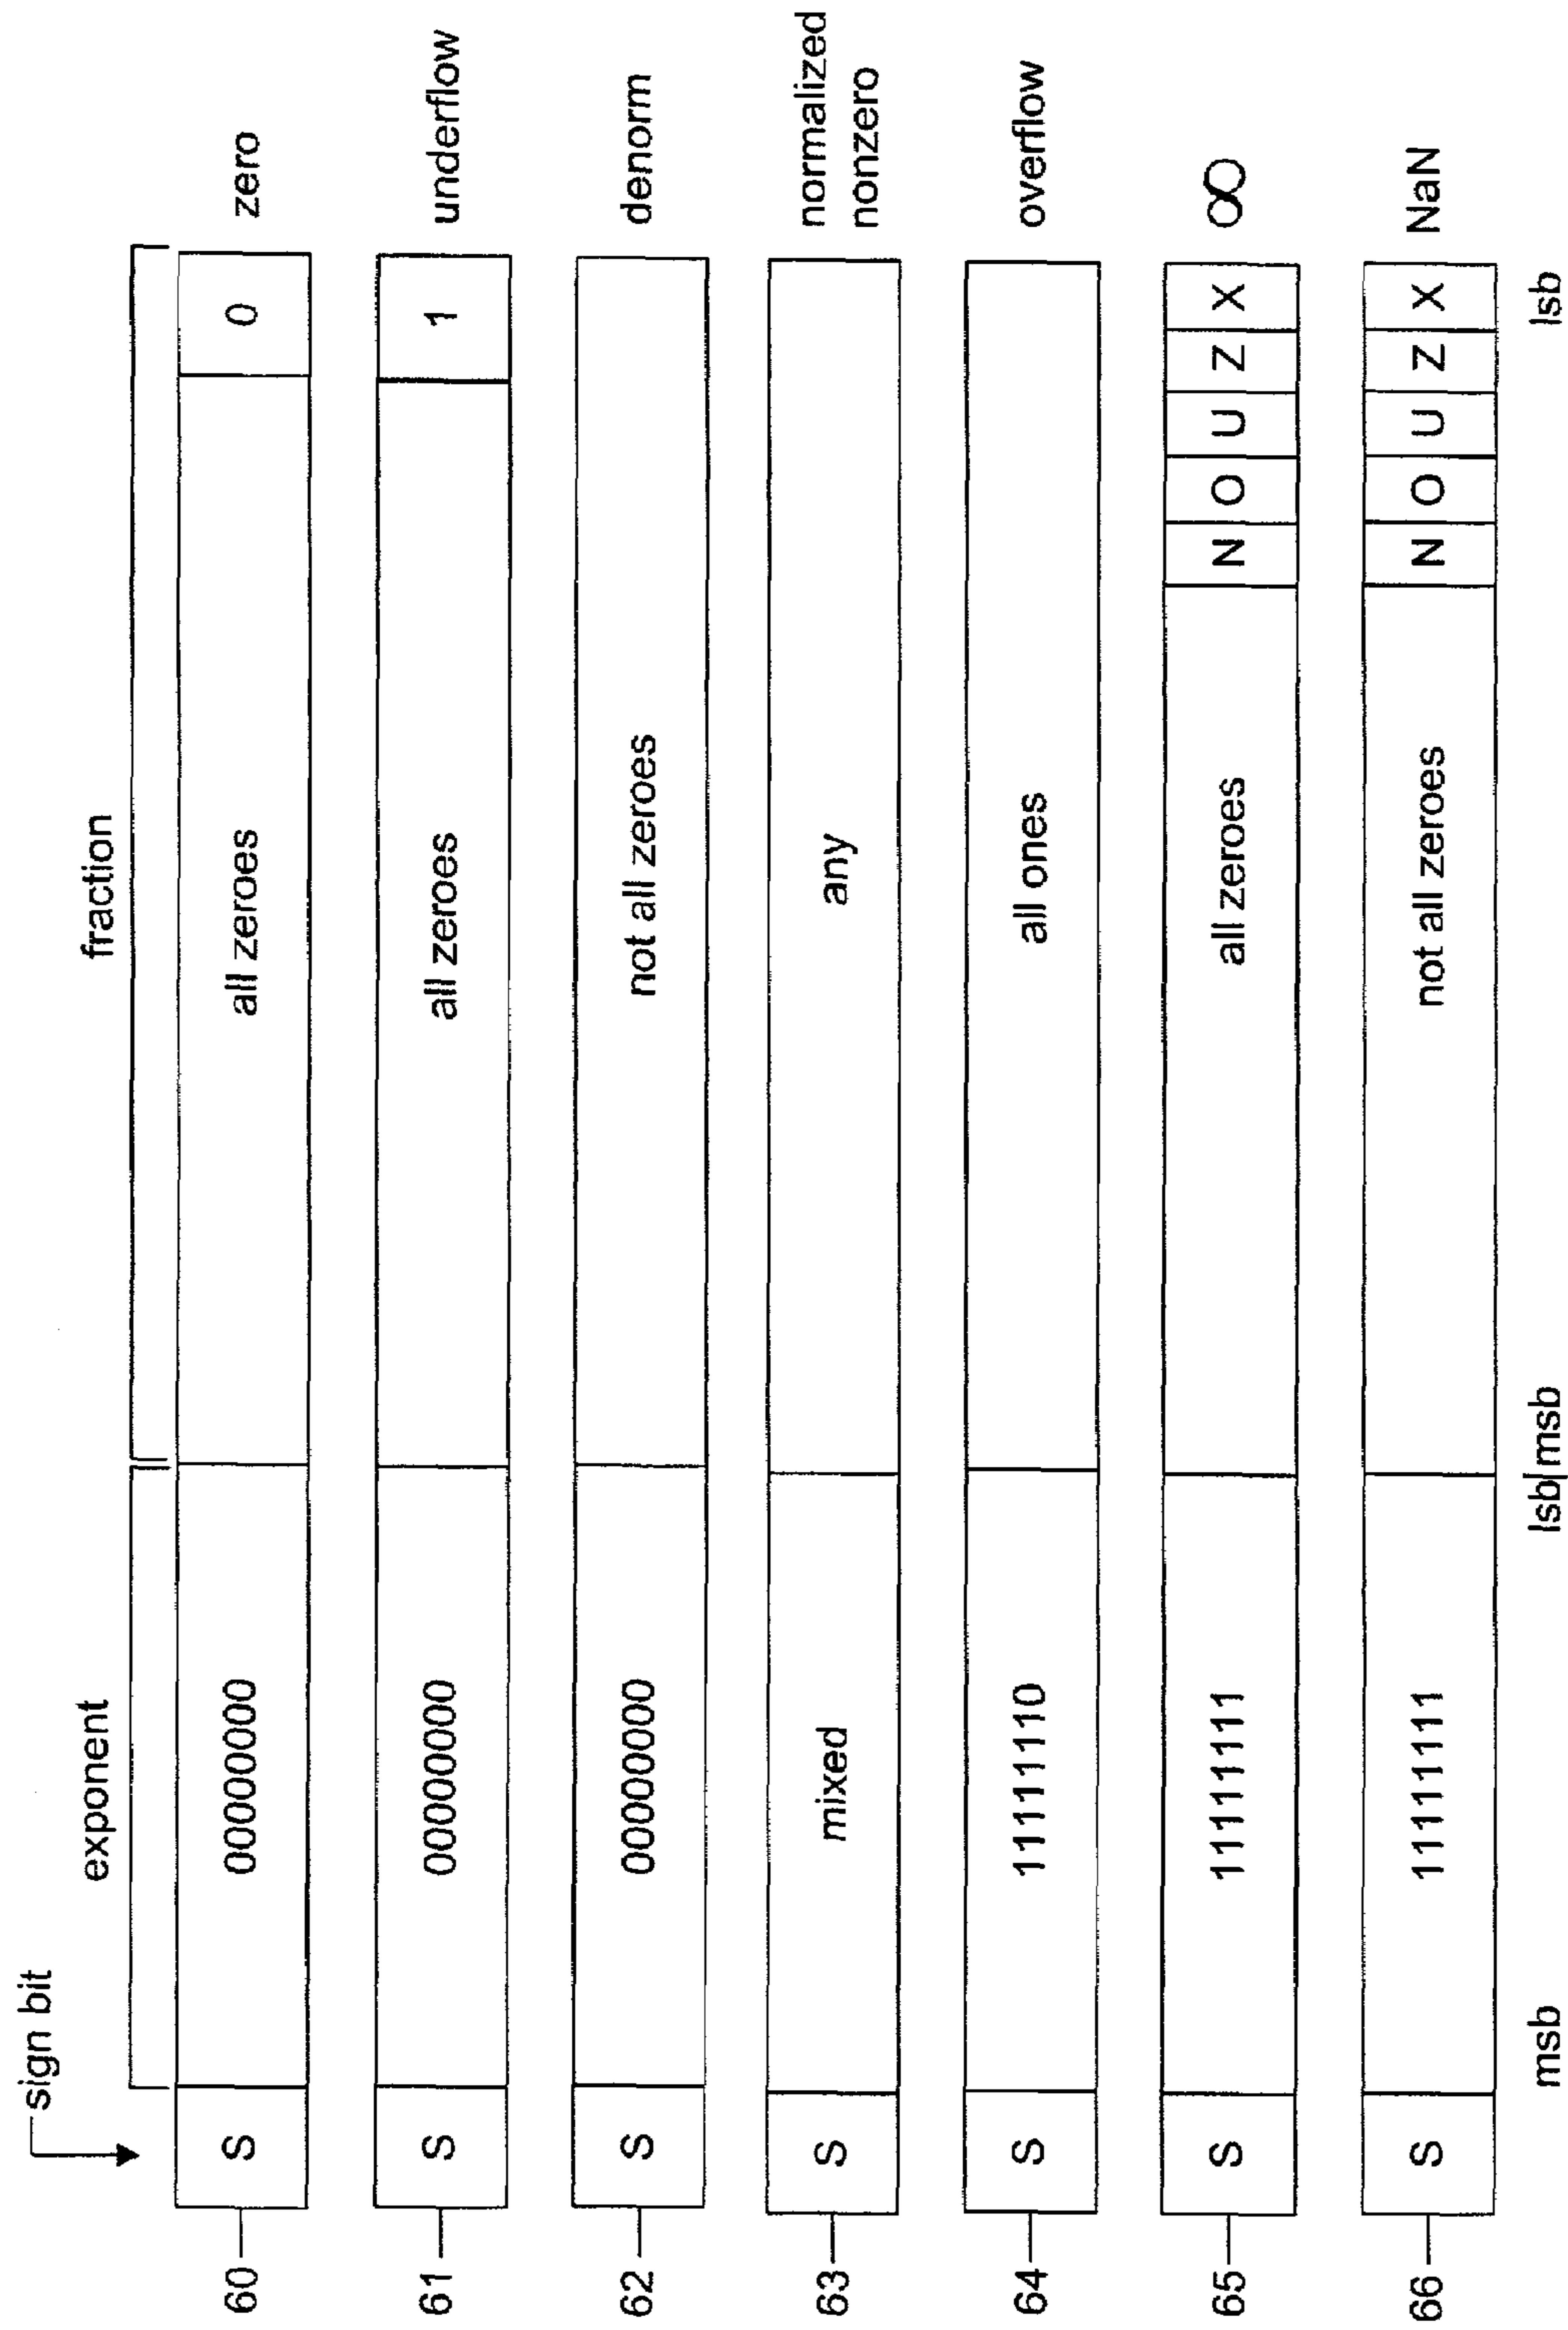 sign bit
exponent
fraction
60 S 00000000 all zeroes 0 zero
61 S 00000000 all zeroes 1 underflow
62 S 00000000 not all zeroes denorm
63 S mixed any normalized
nonzero
64 S 11111110 all ones overflow
65 S 11111111 all zeroes N O U Z X ∞
66 S 11111111 not all zeroes N O U Z X NaN
msb lsb|msb lsb